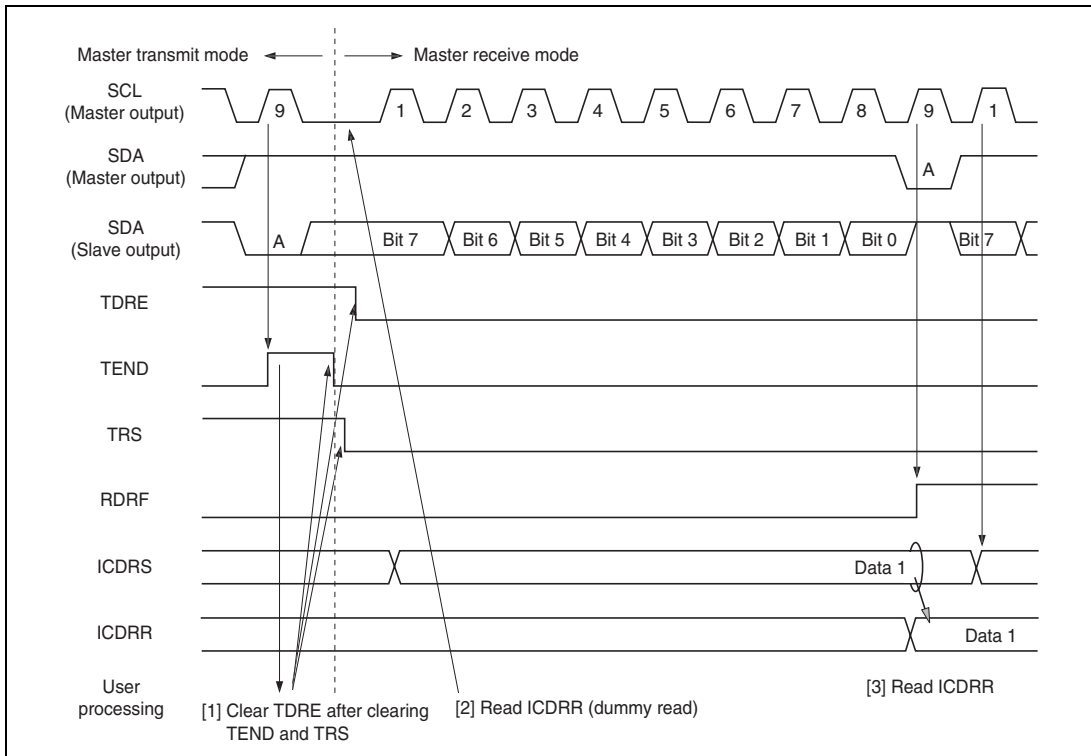 Master transmit mode
Master receive mode
SCL
(Master output)
9
1
2
3
4
5
6
7
8
9
1
SDA
(Master output)
A
SDA
(Slave output)
A
Bit 7
Bit 6
Bit 5
Bit 4
Bit 3
Bit 2
Bit 1
Bit 0
Bit 7
TDRE
TEND
TRS
RDRF
ICDRS
Data 1
ICDRR
Data 1
User
processing
[1] Clear TDRE after clearing
TEND and TRS
[2] Read ICDRR (dummy read)
[3] Read ICDRR